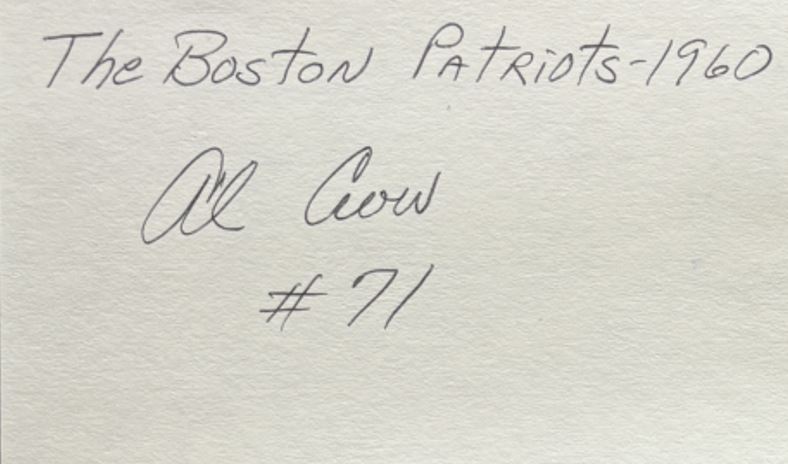 The Boston Patriots-1960
Al Crow
# 71